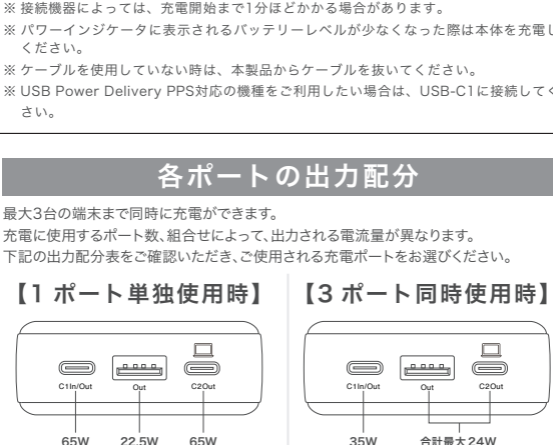 ※ 接続機器によっては、充電開始まで1分ほどかかる場合があります。
※ パワーインジケータに表示されるバッテリーレベルが少なくなった際は本体を充電し
ください。
※ ケーブルを使用していない時は、本製品からケーブルを抜いてください。
※ USB Power Delivery PPS対応の機種をご利用したい場合は、USB-C1に接続してく
さい。
各ポートの出力配分
最大3台の端末まで同時に充電ができます。
充電に使用するポート数、組合せによって、出力される電流量が異なります。
下記の出力配分表をご確認いただき、ご使用される充電ポートをお選びください。
【1 ポート単独使用時】
C1In/Out Out C2Out
65W 22.5W 65W
【3 ポート同時使用時】
C1In/Out Out C2Out
35W 合計最大24W